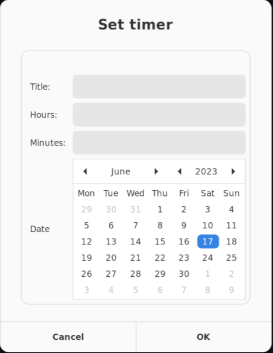 Set timer
Title:
Hours:
Minutes:
June 2023
Mon Tue Wed Thu Fri Sat Sun
29 30 31 1 2 3 4
5 6 7 8 9 10 11
Date
12 13 14 15 16 17 18
19 20 21 22 23 24 25
26 27 28 29 30 1 2
3 4 5 6 7 8 9
Cancel OK